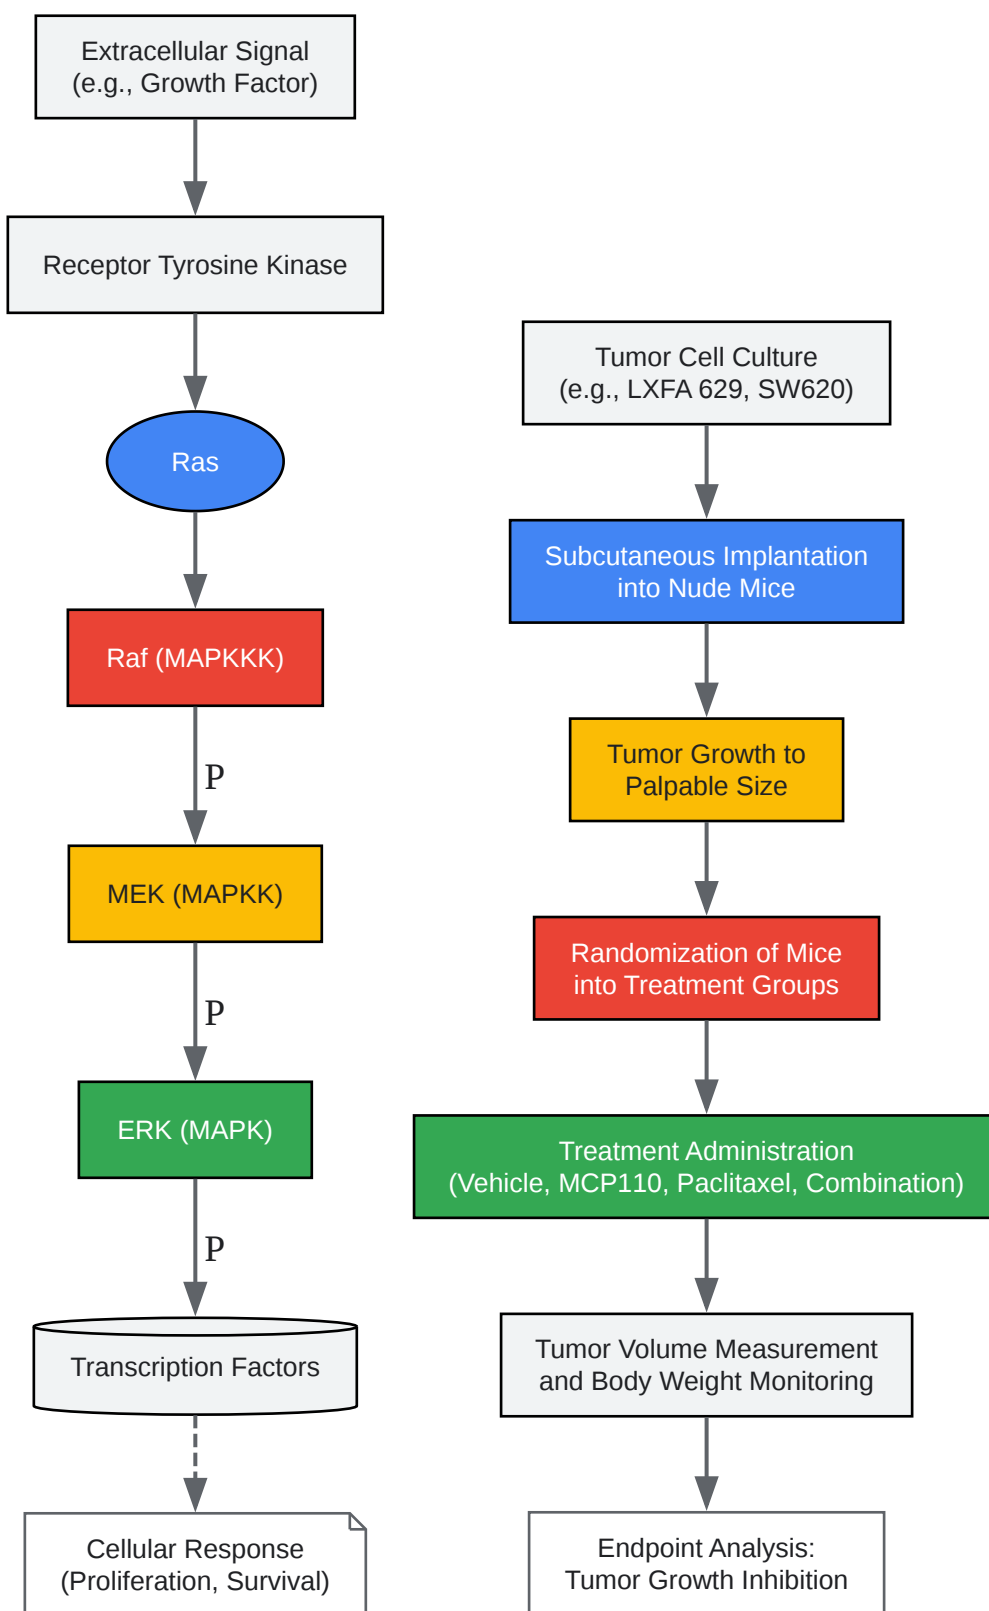 Extracellular Signal
(e.g., Growth Factor)
Receptor Tyrosine Kinase
Ras
Raf (MAPKKK)
P
MEK (MAPKK)
P
ERK (MAPK)
P
Transcription Factors
Cellular Response
(Proliferation, Survival)
Tumor Cell Culture
(e.g., LXFA 629, SW620)
Subcutaneous Implantation
into Nude Mice
Tumor Growth to
Palpable Size
Randomization of Mice
into Treatment Groups
Treatment Administration
(Vehicle, MCP110, Paclitaxel, Combination)
Tumor Volume Measurement
and Body Weight Monitoring
Endpoint Analysis:
Tumor Growth Inhibition